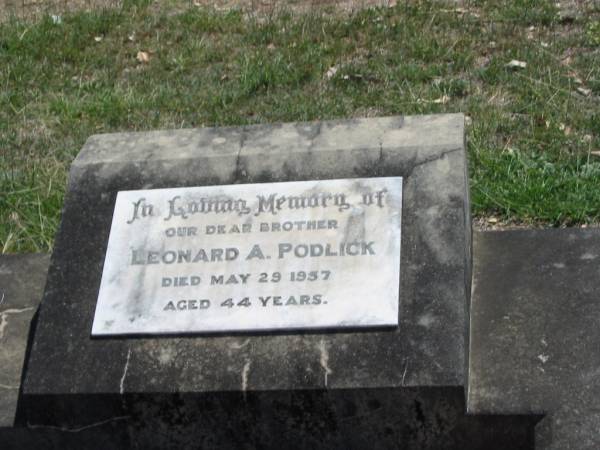 In Loving Memory of
OUR DEAR BROTHER
LEONARD A. PODLICK
DIED MAY 29 1957
AGED 44 YEARS.